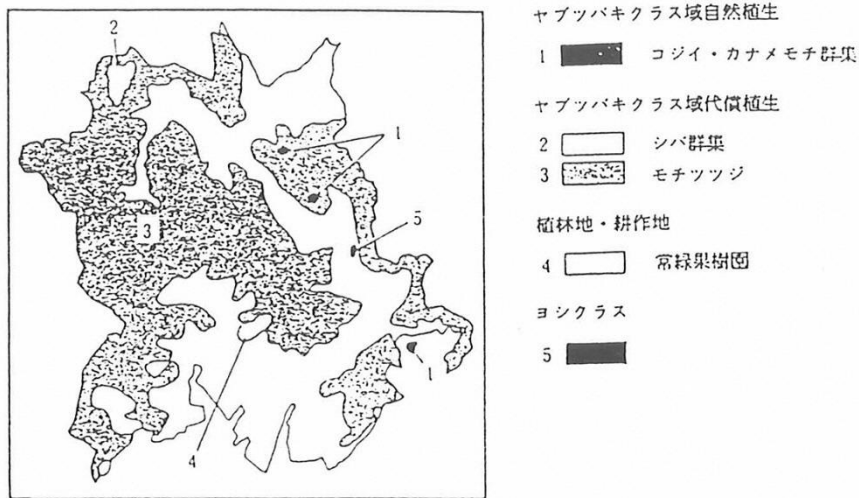 2
1
5
3
4
1
ヤブツバキクラス域自然植生
1 コジイ・カナメモチ群集
ヤブツバキクラス域代償植生
2 シバ群集
3 モチツツジ
植林地・耕作地
4 常緑果樹園
ヨシクラス
5